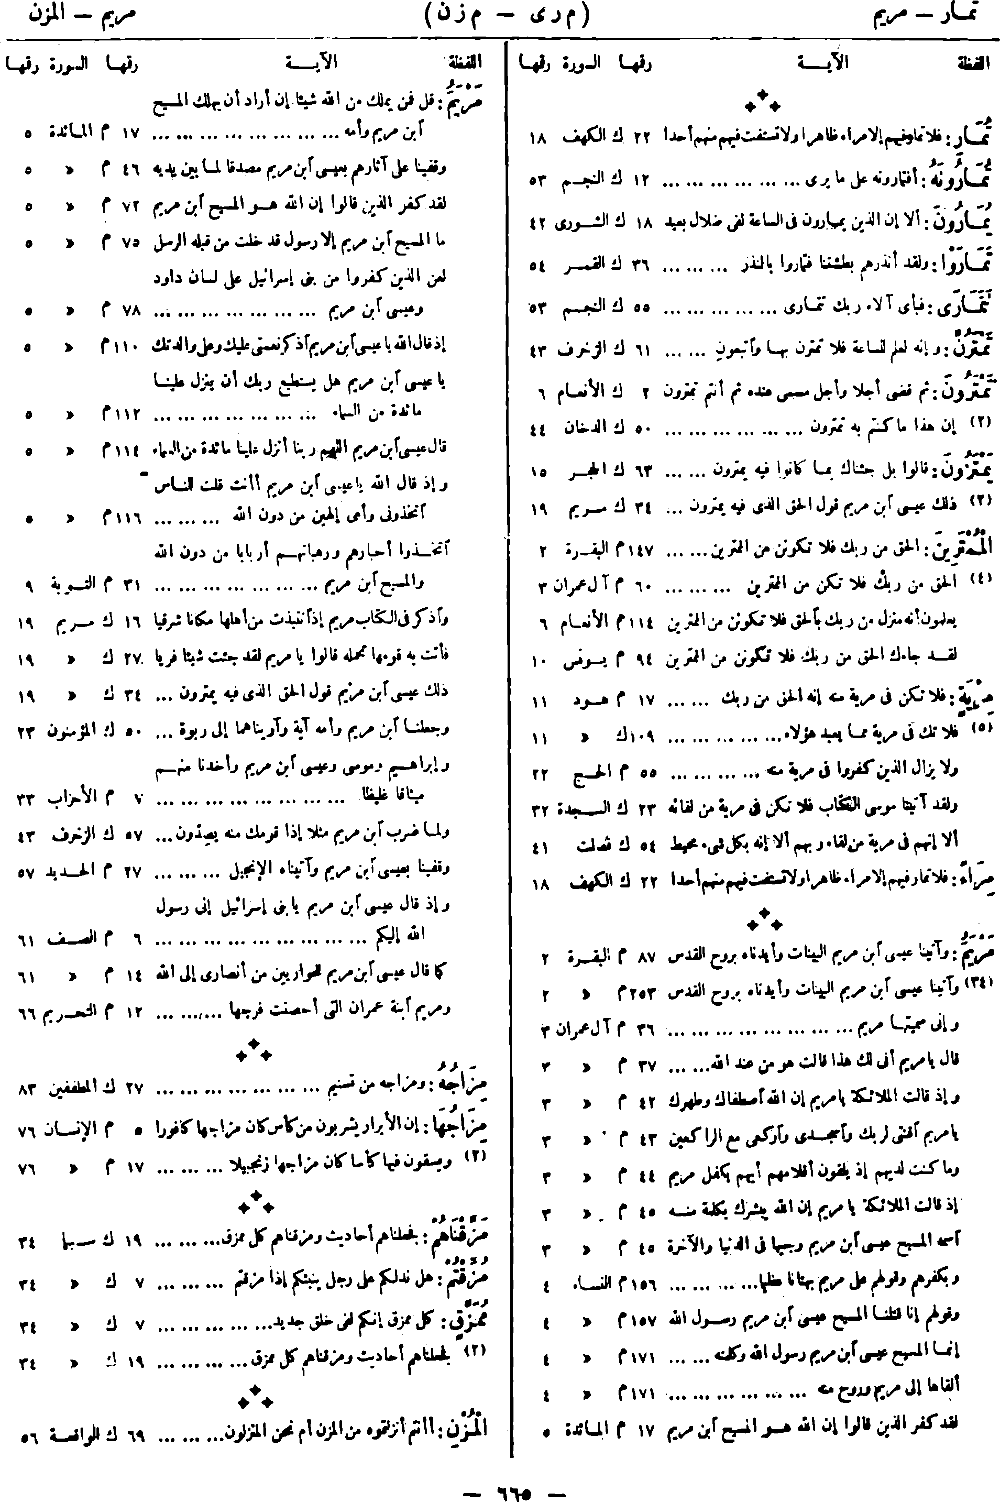 تمار — مريم
(م رى — م ز ن)
مريم — المزن
اللفظة الآيــة رقمها السورة رقمها
تُمَارِ: فلا تمار فيهم إلا مراء ظاهرا ولا تستفت فيهم منهم أحدا ٢٢ ك الكهف ١٨
تُمَارُونَهُ: أفتمارونه على ما يرى ... ... ... ... ... ... ١٢ ك النجم ٥٣
يُمَارُونَ: ألا إن الذين يمارون فى الساعة لفى ضلال بعيد ١٨ ك الشورى ٤٢
تَمَارَوْا: ولقد أنذرهم بطشتنا فتماروا بالنذر ... ... ... ٣٦ ك القمر ٥٤
تَتَمَارَى: فبأى آلاء ربك تتمارى ... ... ... ... ... ٥٥ ك النجم ٥٣
تَمْتَرُنَّ: وإنه لعلم للساعة فلا تمترن بها واتبعون ... ... ٦١ ك الزخرف ٤٣
تَمْتَرُونَ: ثم قضى أجلا وأجل مسمى عنده ثم أنتم تمترون ٢ ك الأنعام ٦
(٢) إن هذا ما كنتم به تمترون ... ... ... ... ... ... ٥٠ ك الدخان ٤٤
يَمْتَرُونَ: قالوا بل جئناك بما كانوا فيه يمترون ... ... ٦٣ ك الحجر ١٥
(٢) ذلك عيسى ابن مريم قول الحق الذى فيه يمترون ... ٣٤ ك مريم ١٩
الْمُمْتَرِينَ: الحق من ربك فلا تكونن من الممترين ... ... ١٤٧ م البقرة ٢
(٤) الحق من ربك فلا تكن من الممترين ... ... ... ٦٠ م آل عمران ٣
يعلمون أنه منزل من ربك بالحق فلا تكونن من الممترين ١١٤ م الأنعام ٦
لقد جاءك الحق من ربك فلا تكونن من الممترين ٩٤ م يونس ١٠
مِرْيَةٍ: فلا تكن فى مرية منه إنه الحق من ربك ... ... ١٧ م هود ١١
(٥) فلا تك فى مرية مما يعبد هؤلاء ... ... ... ... ... ١٠٩ ك » ١١
ولا يزال الذين كفروا فى مرية منه ... ... ... ... ٥٥ م الحج ٢٢
ولقد آتينا موسى الكتاب فلا تكن فى مرية من لقائه ٢٣ ك السجدة ٣٢
ألا إنهم فى مرية من لقاء ربهم ألا إنه بكل شىء محيط ٥٤ ك فصلت ٤١
مِرَاءً: فلا تمار فيهم إلا مراء ظاهرا ولا تستفت فيهم منهم أحدا ٢٢ ك الكهف ١٨
مَرْيَمَ: وآتينا عيسى ابن مريم البينات وأيدناه بروح القدس ٨٧ م البقرة ٢
(٣٤) وآتينا عيسى ابن مريم البينات وأيدناه بروح القدس ٢٥٣ م » ٢
وإنى سميتها مريم ... ... ... ... ... ... ... ... ٣٦ م آل عمران ٣
قال يا مريم أنى لك هذا قالت هو من عند الله ... ... ٣٧ م » ٣
وإذ قالت الملائكة يا مريم إن الله اصطفاك وطهرك ٤٢ م » ٣
يا مريم اقنتى لربك واسجدى واركعى مع الراكعين ٤٣ م » ٣
وما كنت لديهم إذ يلقون أقلامهم أيهم يكفل مريم ٤٤ م » ٣
إذ قالت الملائكة يا مريم إن الله يبشرك بكلمة منه ٤٥ م » ٣
اسمه المسيح عيسى ابن مريم وجيها فى الدنيا والآخرة ٤٥ م » ٣
وبكفرهم وقولهم على مريم بهتانا عظيما ... ... ... ... ١٥٦ م النساء ٤
وقولهم إنا قتلنا المسيح عيسى ابن مريم رسول الله ١٥٧ م » ٤
إنما المسيح عيسى ابن مريم رسول الله وكلمته ... ... ١٧١ م » ٤
ألقاها إلى مريم وروح منه ... ... ... ... ... ... ١٧١ م » ٤
لقد كفر الذين قالوا إن الله هو المسيح ابن مريم ١٧ م المائدة ٥
اللفظة الآيــة رقمها السورة رقمها
مَرْيَمَ: قل فمن يملك من الله شيئا إن أراد أن يهلك المسيح
ابن مريم وأمه ... ... ... ... ... ... ... ... ١٧ م المائدة ٥
وقفينا على آثارهم بعيسى ابن مريم مصدقا لما بين يديه ٤٦ م » ٥
لقد كفر الذين قالوا إن الله هو المسيح ابن مريم ٧٢ م » ٥
ما المسيح ابن مريم إلا رسول قد خلت من قبله الرسل ٧٥ م » ٥
لعن الذين كفروا من بنى إسرائيل على لسان داود
وعيسى ابن مريم ... ... ... ... ... ... ... ٧٨ م » ٥
إذ قال الله يا عيسى ابن مريم اذكر نعمتى عليك وعلى والدتك ١١٠ م » ٥
يا عيسى ابن مريم هل يستطيع ربك أن ينزل علينا
مائدة من السماء ... ... ... ... ... ... ... ١١٢ م » ٥
قال عيسى ابن مريم اللهم ربنا أنزل علينا مائدة من السماء ١١٤ م » ٥
وإذ قال الله يا عيسى ابن مريم أأنت قلت للناس
اتخذونى وأمى إلهين من دون الله ... ... ... ١١٦ م » ٥
اتخذوا أحبارهم ورهبانهم أربابا من دون الله
والمسيح ابن مريم ... ... ... ... ... ... ... ٣١ م التوبة ٩
واذكر فى الكتاب مريم إذ انتبذت من أهلها مكانا شرقيا ١٦ ك مريم ١٩
فأتت به قومها تحمله قالوا يا مريم لقد جئت شيئا فريا ٢٧ ك » ١٩
ذلك عيسى ابن مريم قول الحق الذى فيه يمترون ... ٣٤ ك » ١٩
وجعلنا ابن مريم وأمه آية وآويناهما إلى ربوة ... ٥٠ ك المؤمنون ٢٣
وإبراهيم وموسى وعيسى ابن مريم وأخذنا منهم
ميثاقا غليظا ... ... ... ... ... ... ... ... ٧ م الأحزاب ٣٣
ولما ضرب ابن مريم مثلا إذا قومك منه يصدون ... ٥٧ ك الزخرف ٤٣
وقفينا بعيسى ابن مريم وآتيناه الإنجيل ... ... ... ٢٧ م الحديد ٥٧
وإذ قال عيسى ابن مريم يا بنى إسرائيل إنى رسول
الله إليكم ... ... ... ... ... ... ... ... ... ٦ م الصف ٦١
كما قال عيسى ابن مريم للحواريين من أنصارى إلى الله ١٤ م » ٦١
ومريم ابنة عمران التى أحصنت فرجها ... ... ... ١٢ م التحريم ٦٦
مِزَاجُهُ: ومزاجه من تسنيم ... ... ... ... ... ... ... ٢٧ ك المطففين ٨٣
مِزَاجُهَا: إن الأبرار يشربون من كأس كان مزاجها كافورا ٥ م الإنسان ٧٦
(٢) ويسقون فيها كأسا كان مزاجها زنجبيلا ... ... ... ١٧ م » ٧٦
مَزَّقْنَاهُمْ: فجعلناهم أحاديث ومزقناهم كل ممزق ... ... ... ١٩ ك سبإ ٣٤
مُزِّقْتُمْ: هل ندلكم على رجل ينبئكم إذا مزقتم ... ... ... ٧ ك » ٣٤
مُمَزَّقٍ: كل ممزق إنكم لفى خلق جديد ... ... ... ... ... ٧ ك » ٣٤
(٢) فجعلناهم أحاديث ومزقناهم كل ممزق ... ... ... ... ١٩ ك » ٣٤
الْمُزْنِ: أأنتم أنزلتموه من المزن أم نحن المنزلون ... ... ... ٦٩ ك الواقعة ٥٦
— ٦٦٥ —